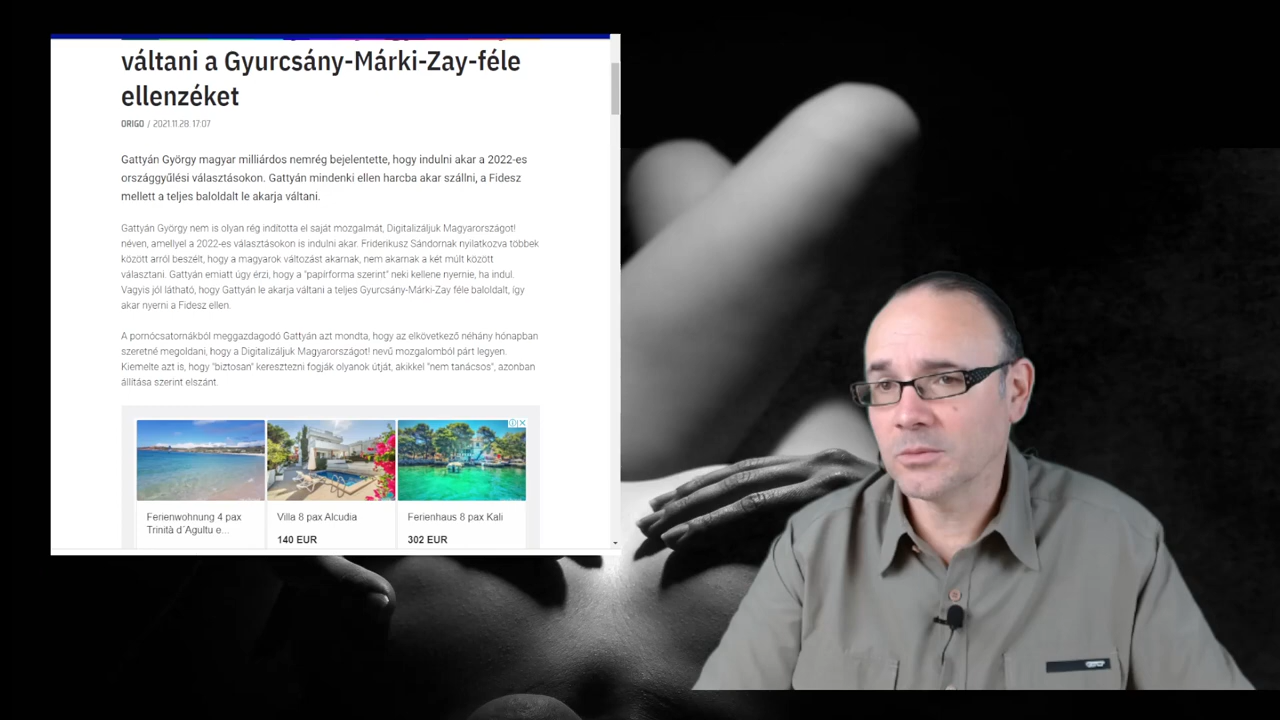 váltani a Gyurcsány-Márki-Zay-féle
ellenzéket
ORIGO / 2021.11.28. 17:07
Gattyán György magyar milliárdos nemrég bejelentette, hogy indulni akar a 2022-es
országgyűlési választásokon. Gattyán mindenki ellen harcba akar szállni, a Fidesz
mellett a teljes baloldalt le akarja váltani.
Gattyán György nem is olyan rég indította el saját mozgalmát, Digitalizáljuk Magyarországot!
néven, amellyel a 2022-es választásokon is indulni akar. Friderikusz Sándornak nyilatkozva többek
között arról beszélt, hogy a magyarok változást akarnak, nem akarnak a két múlt között
választani. Gattyán emiatt úgy érzi, hogy a "papírforma szerint" neki kellene nyernie, ha indul.
Vagyis jól látható, hogy Gattyán le akarja váltani a teljes Gyurcsány-Márki-Zay féle baloldalt, így
akar nyerni a Fidesz ellen.
A pornócsatornákból meggazdagodó Gattyán azt mondta, hogy az elkövetkező néhány hónapban
szeretné megoldani, hogy a Digitalizáljuk Magyarországot! nevű mozgalomból párt legyen.
Kiemelte azt is, hogy "biztosan" keresztezni fogják olyanok útját, akikkel "nem tanácsos", azonban
állítása szerint elszánt.
Ferienwohnung 4 pax
Trinità d´Agultu e...
Villa 8 pax Alcudia
140 EUR
Ferienhaus 8 pax Kali
302 EUR